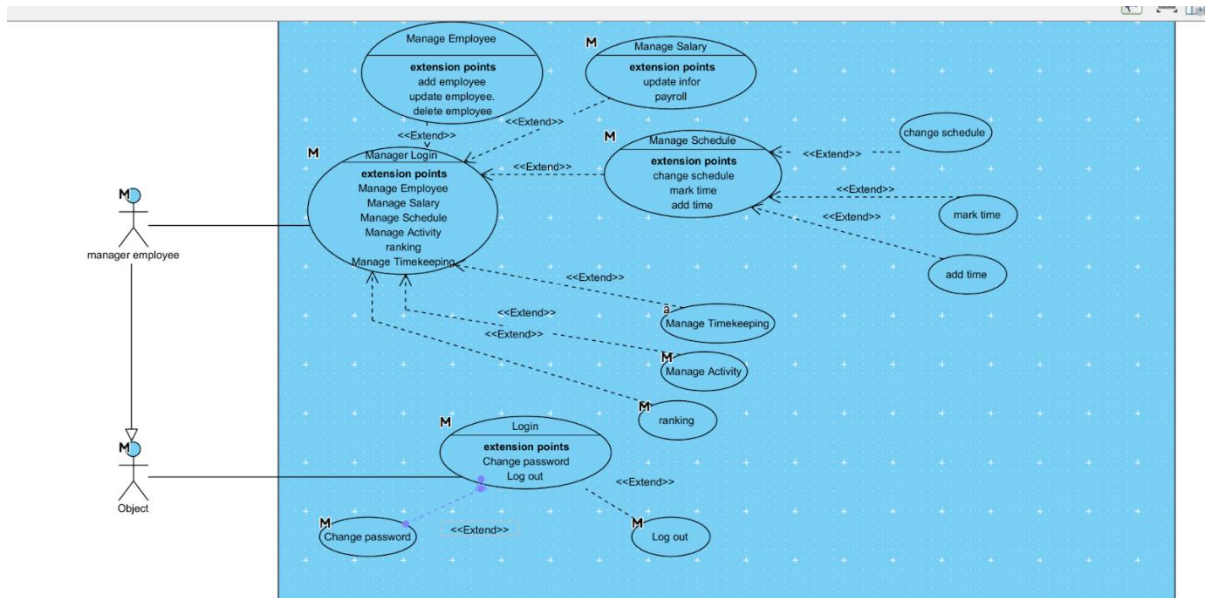 Manage Employee
extension points
add employee
update employee.
delete employee
M
Manage Salary
extension points
update infor
payroll
<<Extend>>
<<Extend>>
M
Manager Login
extension points
Manage Employee
Manage Salary
Manage Schedule
Manage Activity
ranking
Manage Timekeeping
<<Extend>>
M
Manage Schedule
extension points
change schedule
mark time
add time
change schedule
<<Extend>>
<<Extend>>
mark time
<<Extend>>
add time
M
manager employee
<<Extend>>
a
Manage Timekeeping
<<Extend>>
<<Extend>>
M
Manage Activity
M
ranking
M
Login
extension points
Change password
Log out
M
Object
<<Extend>>
M
Change password
<<Extend>>
M
Log out